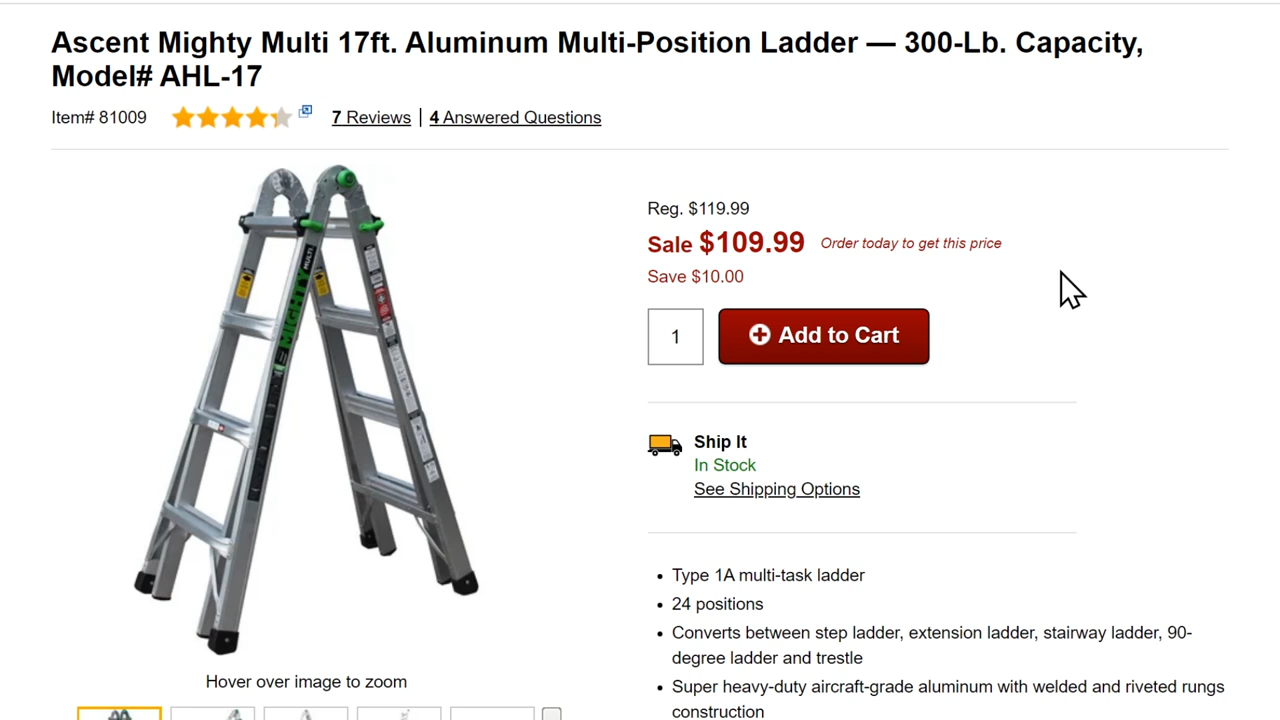 Ascent Mighty Multi 17ft. Aluminum Multi-Position Ladder — 300-Lb. Capacity,
Model# AHL-17
Item# 81009
7 Reviews | 4 Answered Questions
MIGHTY MULTI
Reg. $119.99
Sale $109.99 Order today to get this price
Save $10.00
1
Add to Cart
Ship It
In Stock
See Shipping Options
• Type 1A multi-task ladder
• 24 positions
• Converts between step ladder, extension ladder, stairway ladder, 90-
degree ladder and trestle
• Super heavy-duty aircraft-grade aluminum with welded and riveted rungs
construction
Hover over image to zoom